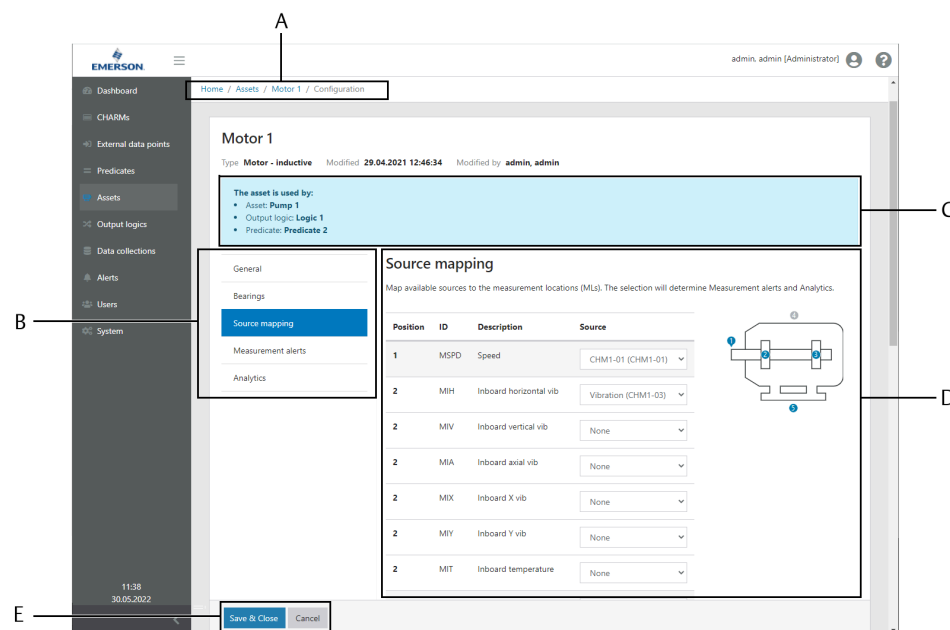 A
EMERSON.
admin. admin [Administrator]
?
Dashboard
Home / Assets / Motor 1 / Configuration
CHARMs
External data points
Predicates
Assets
Output logics
Data collections
Alerts
Users
System
Motor 1
Type Motor - inductive Modified 29.04.2021 12:46:34 Modified by admin, admin
The asset is used by:
• Asset: Pump 1
• Output logic: Logic 1
• Predicate: Predicate 2
C
B
General
Bearings
Source mapping
Measurement alerts
Analytics
Source mapping
Map available sources to the measurement locations (MLs). The selection will determine Measurement alerts and Analytics.
Position ID Description Source
1 MSPD Speed CHM1-01 (CHM1-01)
2 MIH Inboard horizontal vib Vibration (CHM1-03)
2 MIV Inboard vertical vib None
2 MIA Inboard axial vib None
2 MIX Inboard X vib None
2 MIY Inboard Y vib None
2 MIT Inboard temperature None
4
1
2 3
5
D
11:38
30.05.2022
E
Save & Close Cancel